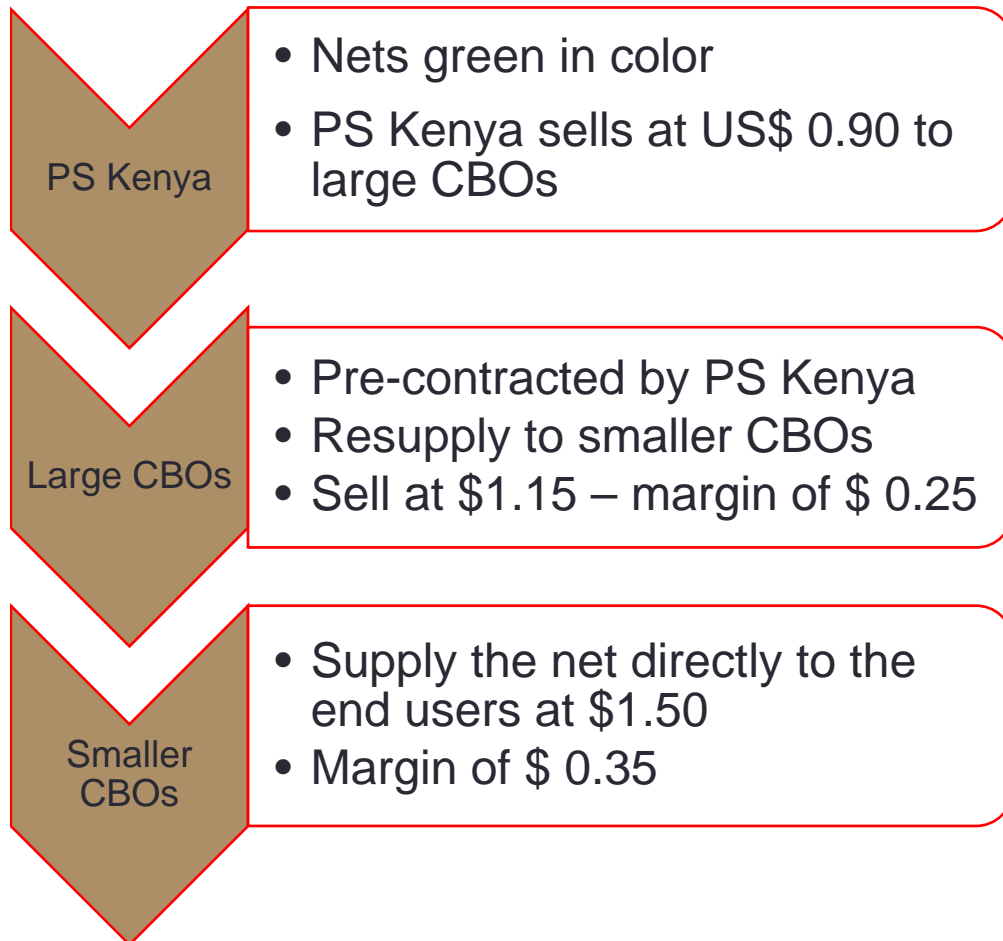 PS Kenya
• Nets green in color
• PS Kenya sells at US$ 0.90 to
large CBOs
Large CBOs
• Pre-contracted by PS Kenya
• Resupply to smaller CBOs
• Sell at $1.15 – margin of $ 0.25
Smaller
CBOs
• Supply the net directly to the
end users at $1.50
• Margin of $ 0.35